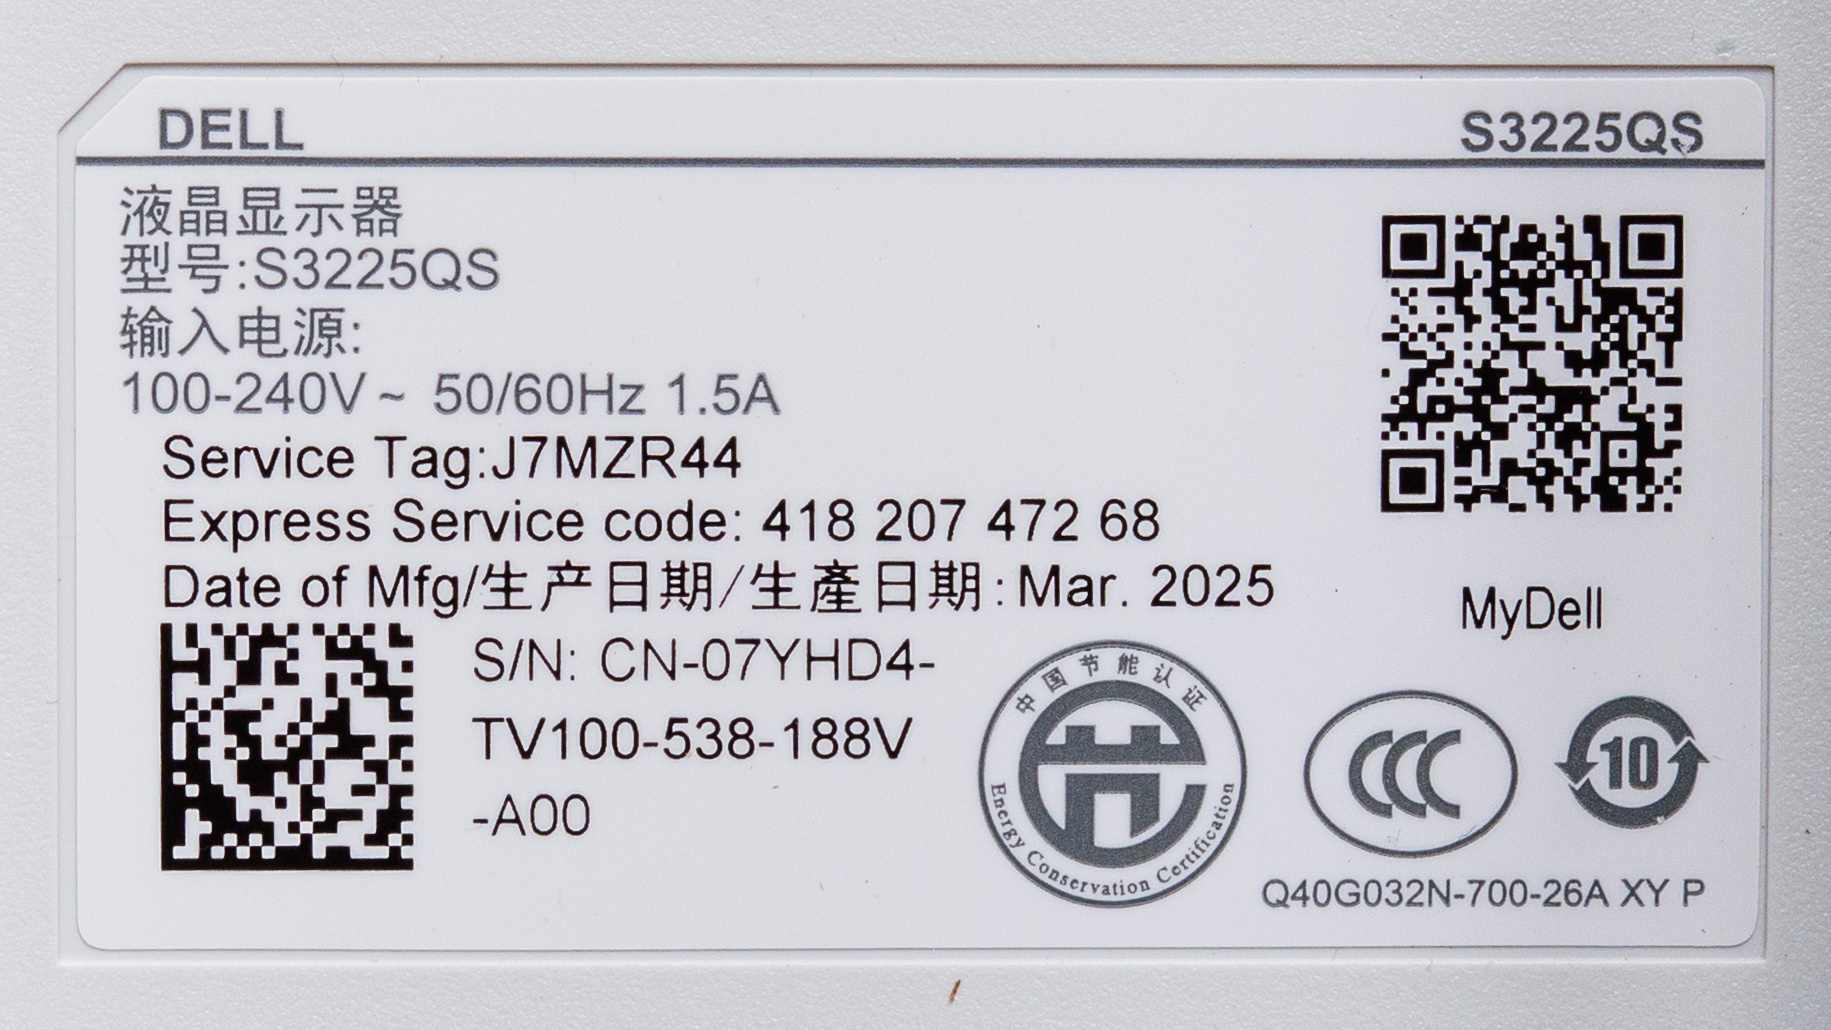 DELL
S3225QS
液晶显示器
型号:S3225QS
输入电源:
100-240V~ 50/60Hz 1.5A
Service Tag:J7MZR44
Express Service code: 418 207 472 68
Date of Mfg/生产日期/生產日期:Mar. 2025
MyDell
S/N: CN-07YHD4-
TV100-538-188V
-A00
中国节能认证
Energy Conservation Certification
CCC
10
Q40G032N-700-26A XY P